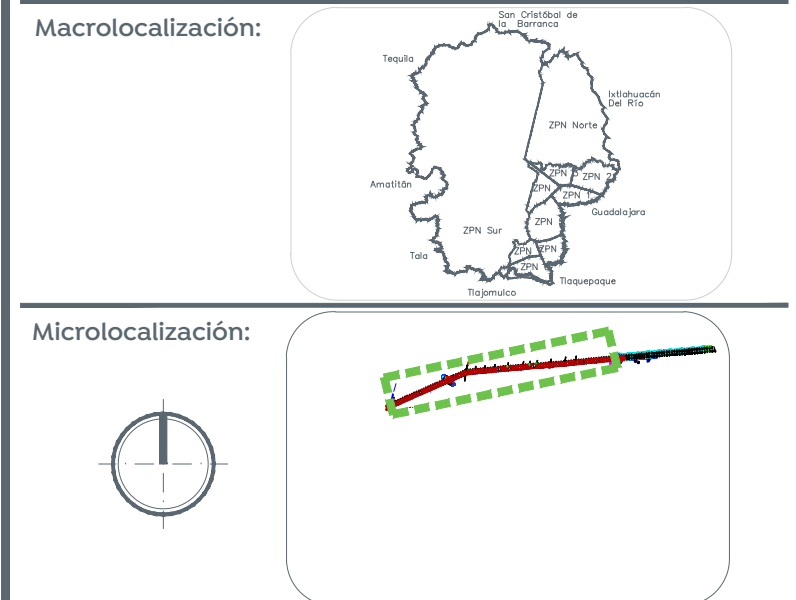 Macrolocalización:
San Cristóbal de
la Barranca
Tequila
Ixtlahuacán
Del Río
ZPN Norte
ZPN
ZPN 2
Amatitán
ZPN
ZPN 1
Guadalajara
ZPN
ZPN Sur
ZPN
ZPN
Tala
ZPN
Tlaquepaque
Tlajomulco
Microlocalización: